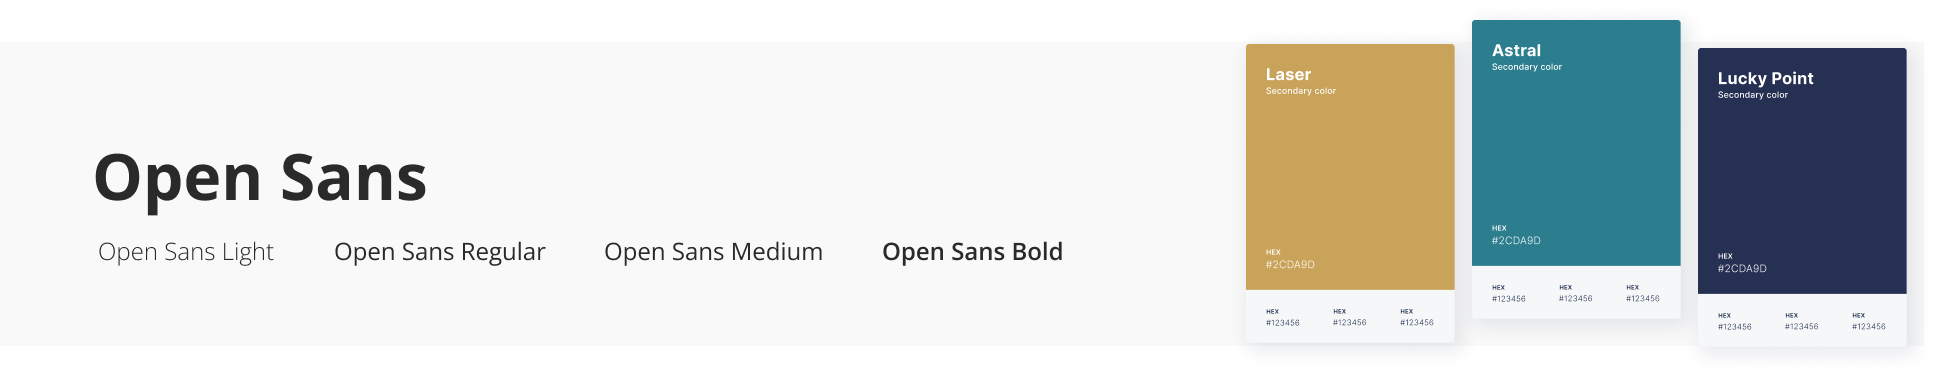 Open Sans
Open Sans Light Open Sans Regular Open Sans Medium Open Sans Bold
Laser
Secondary color
HEX
#2CDA9D
HEX HEX HEX
#123456 #123456 #123456
Astral
Secondary color
HEX
#2CDA9D
HEX HEX HEX
#123456 #123456 #123456
Lucky Point
Secondary color
HEX
#2CDA9D
HEX HEX HEX
#123456 #123456 #123456